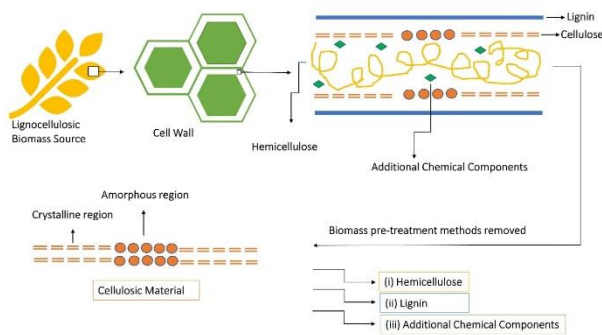 Lignin
Cellulose
Lignocellulosic
Biomass Source
Cell Wall
Hemicellulose
Additional Chemical Components
Amorphous region
Crystalline region
Biomass pre-treatment methods removed
Cellulosic Material
(i) Hemicellulose
(ii) Lignin
(iii) Additional Chemical Components